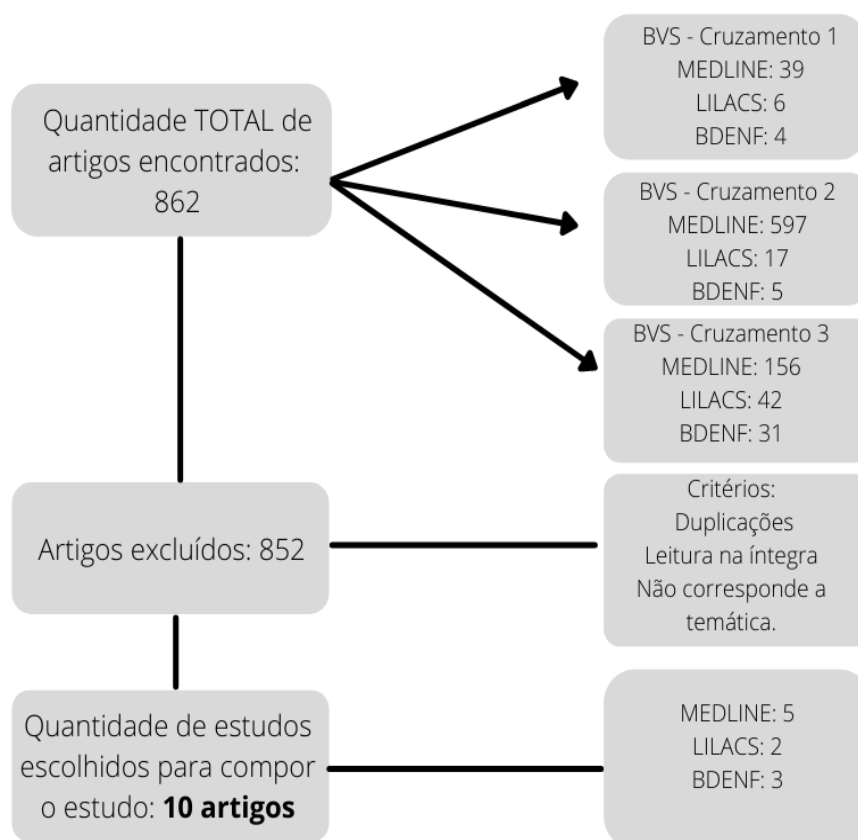 Quantidade TOTAL de
artigos encontrados:
862
BVS - Cruzamento 1
MEDLINE: 39
LILACS: 6
BDENF: 4
BVS - Cruzamento 2
MEDLINE: 597
LILACS: 17
BDENF: 5
BVS - Cruzamento 3
MEDLINE: 156
LILACS: 42
BDENF: 31
Artigos excluídos: 852
Critérios:
Duplicações
Leitura na íntegra
Não corresponde a
temática.
Quantidade de estudos
escolhidos para compor
o estudo: 10 artigos
MEDLINE: 5
LILACS: 2
BDENF: 3